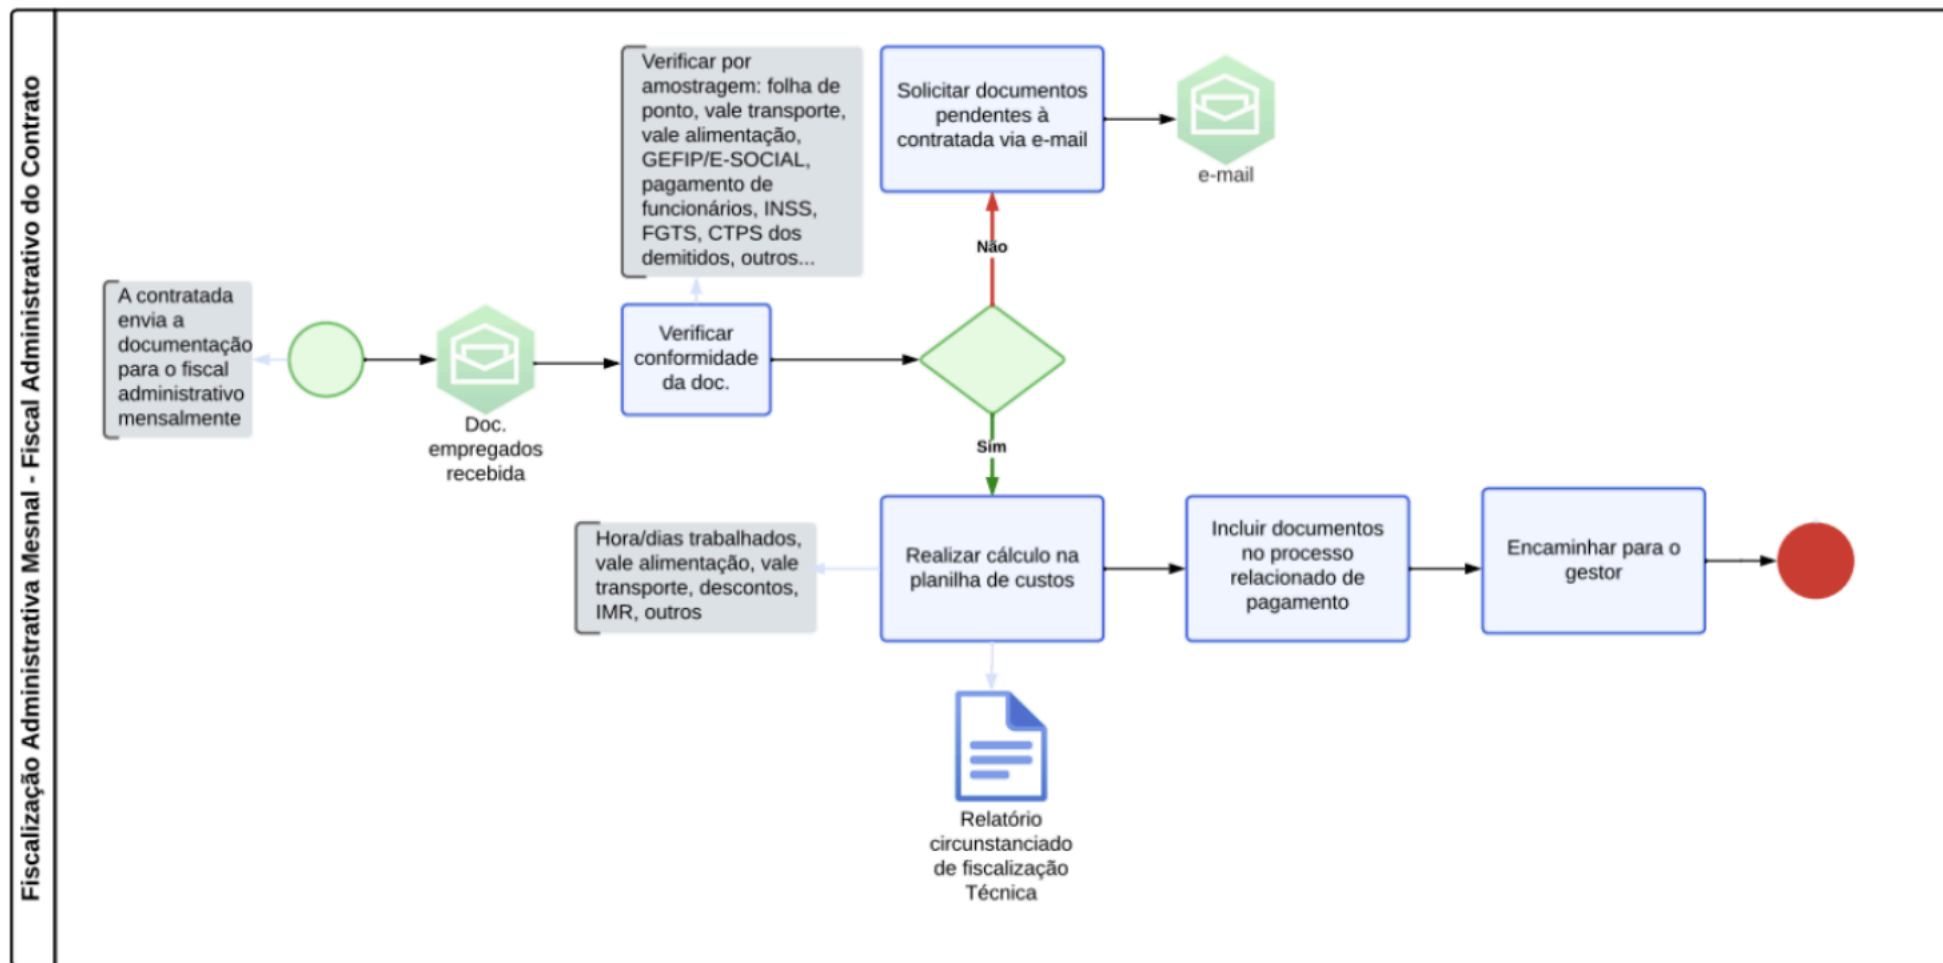 Fiscalização Administrativa Mesnal - Fiscal Administrativo do Contrato
A contratada
envia a
documentação
para o fiscal
administrativo
mensalmente
Doc.
empregados
recebida
Verificar por
amostragem: folha de
ponto, vale transporte,
vale alimentação,
GEFIP/E-SOCIAL,
pagamento de
funcionários, INSS,
FGTS, CTPS dos
demitidos, outros...
Verificar
conformidade
da doc.
Solicitar documentos
pendentes à
contratada via e-mail
e-mail
Não
Sim
Hora/dias trabalhados,
vale alimentação, vale
transporte, descontos,
IMR, outros
Realizar cálculo na
planilha de custos
Incluir documentos
no processo
relacionado de
pagamento
Encaminhar para o
gestor
Relatório
circunstanciado
de fiscalização
Técnica